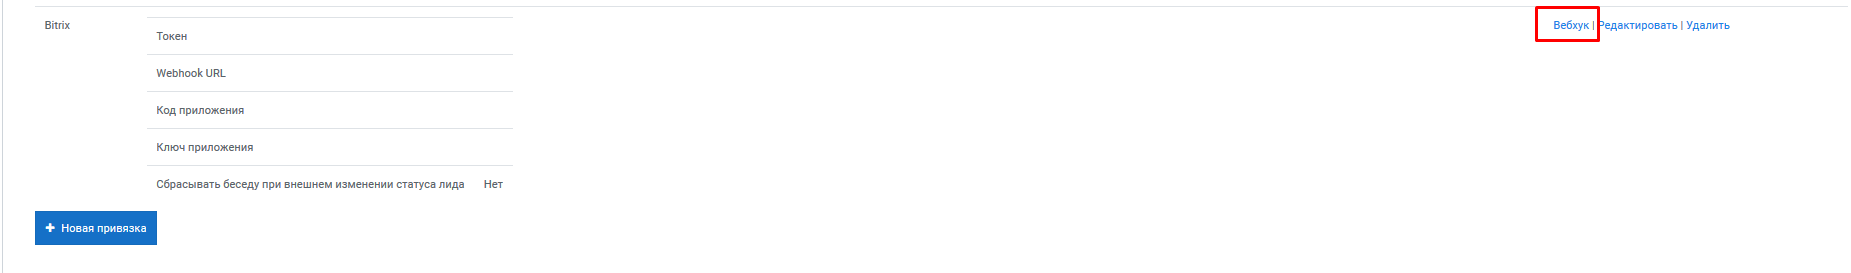 Bitrix
Вебхук | Редактировать | Удалить
Токен
Webhook URL
Код приложения
Ключ приложения
Сбрасывать беседу при внешнем изменении статуса лида Нет
+ Новая привязка